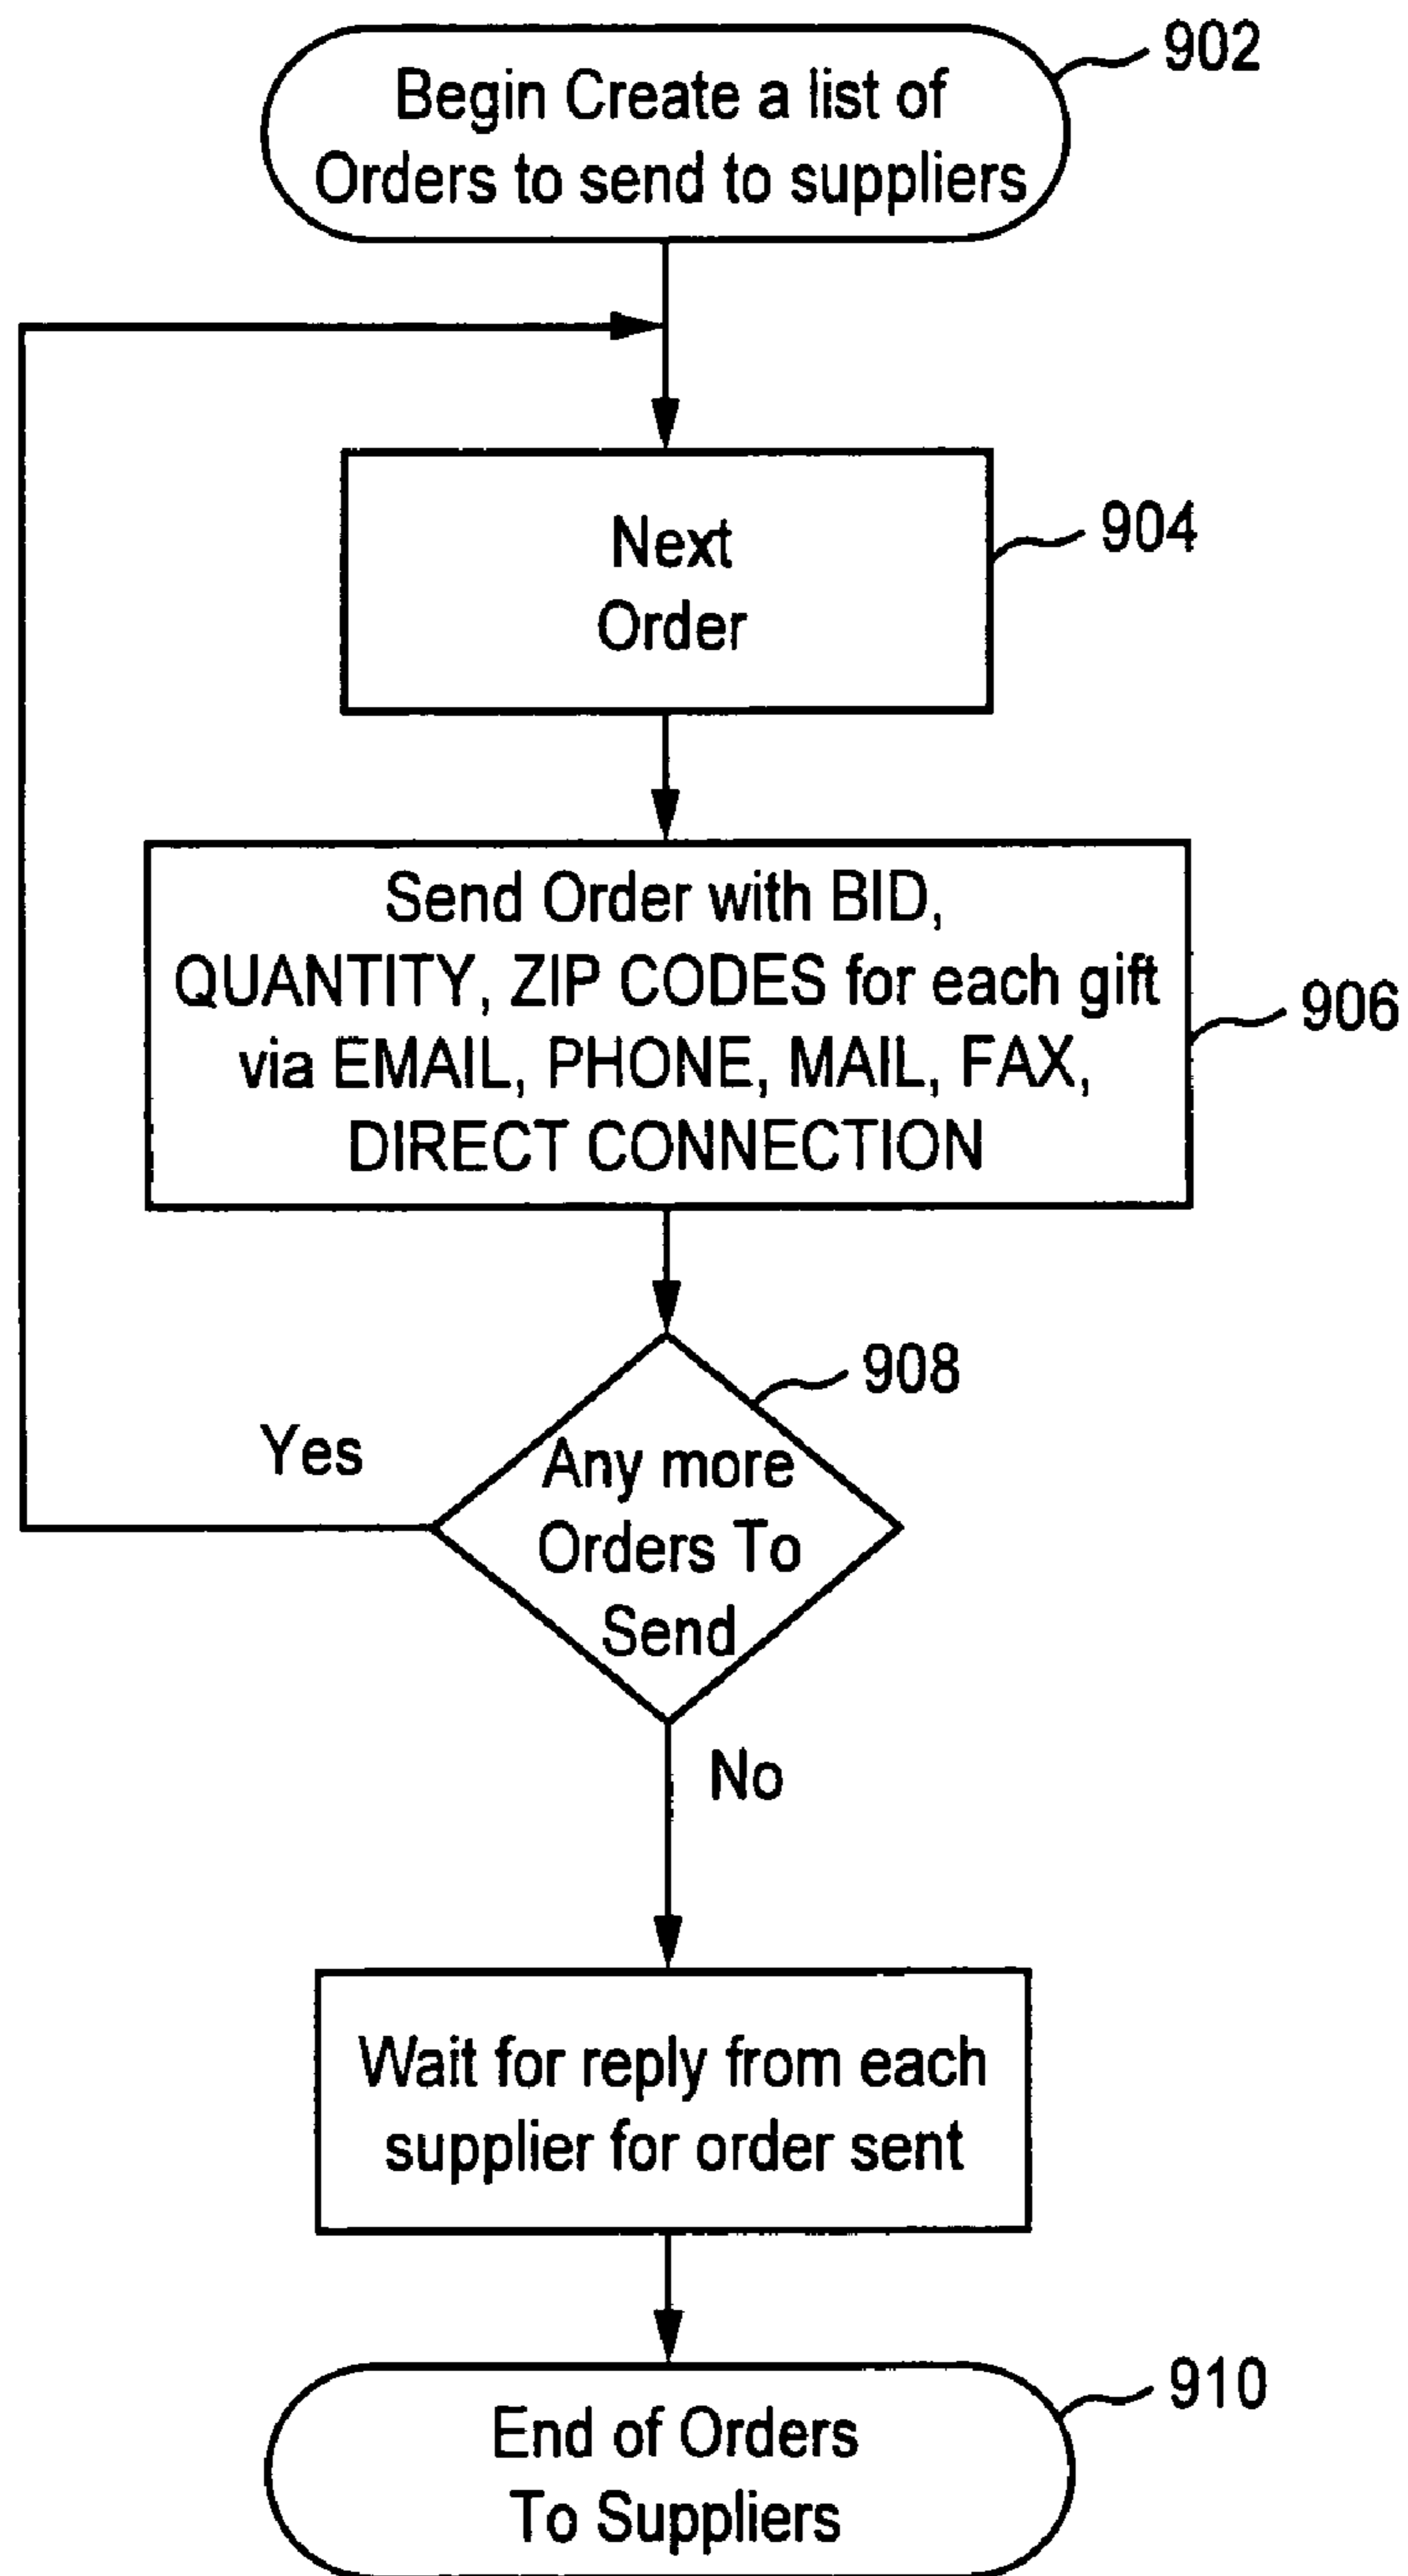 902
Begin Create a list of
Orders to send to suppliers
Next
Order
904
Send Order with BID,
QUANTITY, ZIP CODES for each gift
via EMAIL, PHONE, MAIL, FAX,
DIRECT CONNECTION
906
908
Yes
Any more
Orders To
Send
No
Wait for reply from each
supplier for order sent
910
End of Orders
To Suppliers